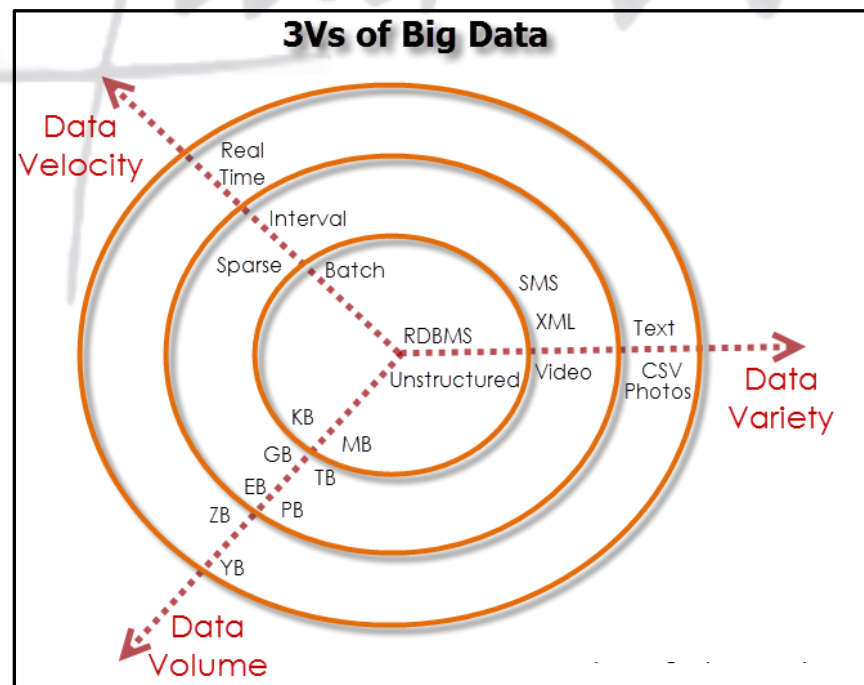 3Vs of Big Data
Data
Velocity
Real
Time
Interval
Sparse
Batch
SMS
RDBMS
XML
Text
Unstructured
Video
CSV
Photos
Data
Variety
KB
GB
MB
TB
EB
PB
ZB
YB
Data
Volume